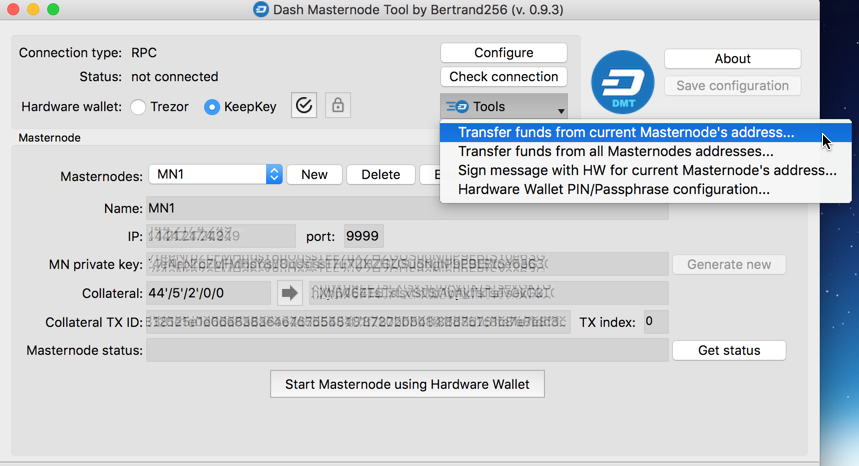 Dash Masternode Tool by Bertrand256 (v. 0.9.3)
Connection type: RPC
Configure
About
Status: not connected
Check connection
Save configuration
Hardware wallet: Trezor KeepKey
Tools
DMT
Transfer funds from current Masternode's address...
Transfer funds from all Masternodes addresses...
Sign message with HW for current Masternode's address...
Hardware Wallet PIN/Passphrase configuration...
Masternode
Masternodes: MN1 New Delete
Name: MN1
IP: port: 9999
MN private key: Generate new
Collateral: 44'/5'/2'/0/0
Collateral TX ID: TX index: 0
Masternode status: Get status
Start Masternode using Hardware Wallet